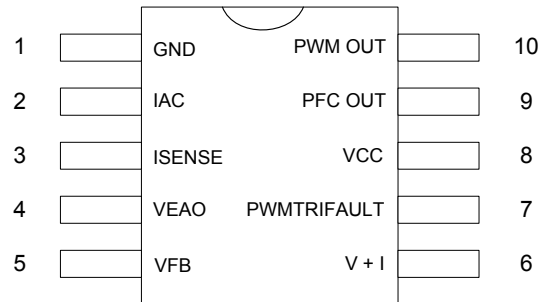 1 GND PWM OUT 10
2 IAC PFC OUT 9
3 ISENSE VCC 8
4 VEAO PWMTRIFAULT 7
5 VFB V + I 6